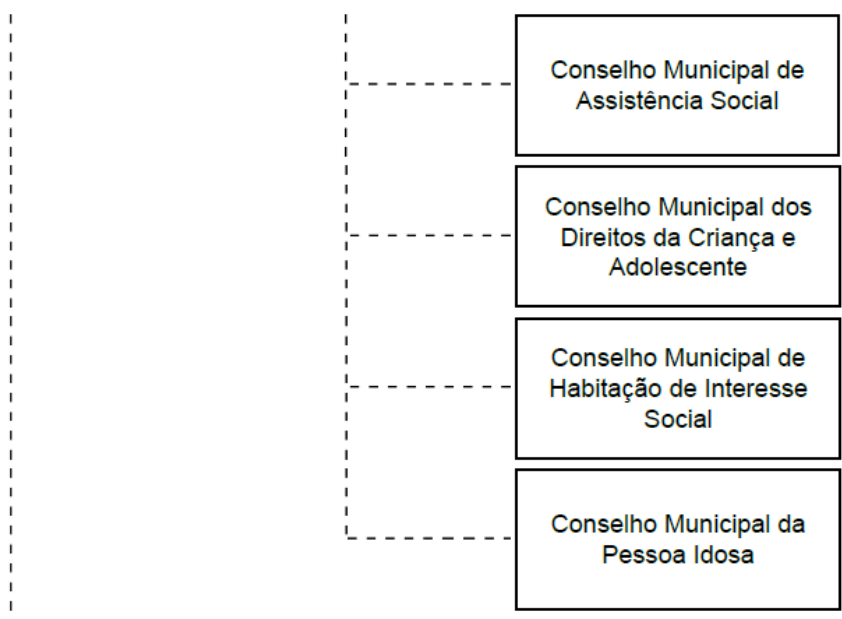 Conselho Municipal de
Assistência Social
Conselho Municipal dos
Direitos da Criança e
Adolescente
Conselho Municipal de
Habitação de Interesse
Social
Conselho Municipal da
Pessoa Idosa